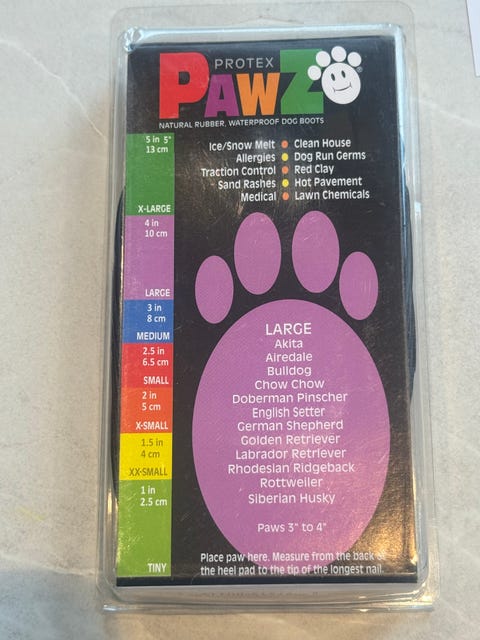 PROTEX
PAWZ
®
NATURAL RUBBER, WATERPROOF DOG BOOTS
Ice/Snow Melt • Clean House
Allergies • Dog Run Germs
Traction Control • Red Clay
Sand Rashes • Hot Pavement
Medical • Lawn Chemicals
5 in 5"
13 cm
X-LARGE
4 in
10 cm
LARGE
3 in
8 cm
MEDIUM
2.5 in
6.5 cm
SMALL
2 in
5 cm
X-SMALL
1.5 in
4 cm
XX-SMALL
1 in
2.5 cm
TINY
LARGE
Akita
Airedale
Bulldog
Chow Chow
Doberman Pinscher
English Setter
German Shepherd
Golden Retriever
Labrador Retriever
Rhodesian Ridgeback
Rottweiler
Siberian Husky
Paws 3" to 4"
Place paw here. Measure from the back of
the heel pad to the tip of the longest nail.